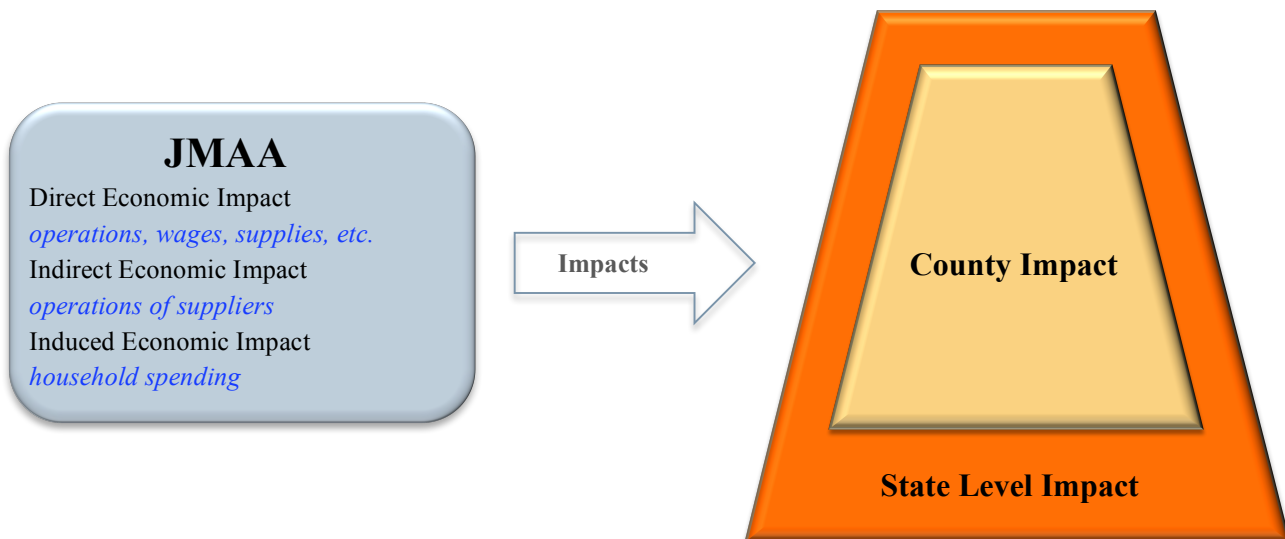 JMAA
Direct Economic Impact
operations, wages, supplies, etc.
Indirect Economic Impact
operations of suppliers
Induced Economic Impact
household spending
Impacts
County Impact
State Level Impact